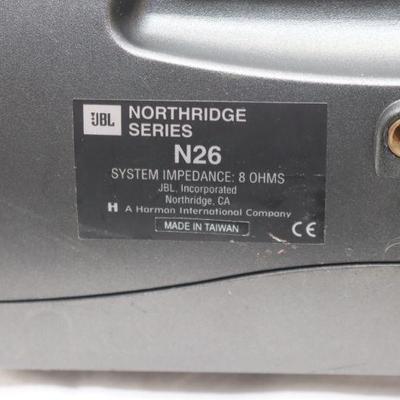 JBL
NORTHRIDGE
SERIES
N26
SYSTEM IMPEDANCE: 8 OHMS
JBL, Incorporated
Northridge, CA
H A Harman International Company
MADE IN TAIWAN
CE